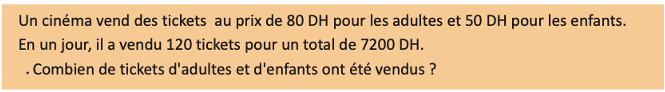 Un cinéma vend des tickets au prix de 80 DH pour les adultes et 50 DH pour les enfants.
En un jour, il a vendu 120 tickets pour un total de 7200 DH.
. Combien de tickets d'adultes et d'enfants ont été vendus ?